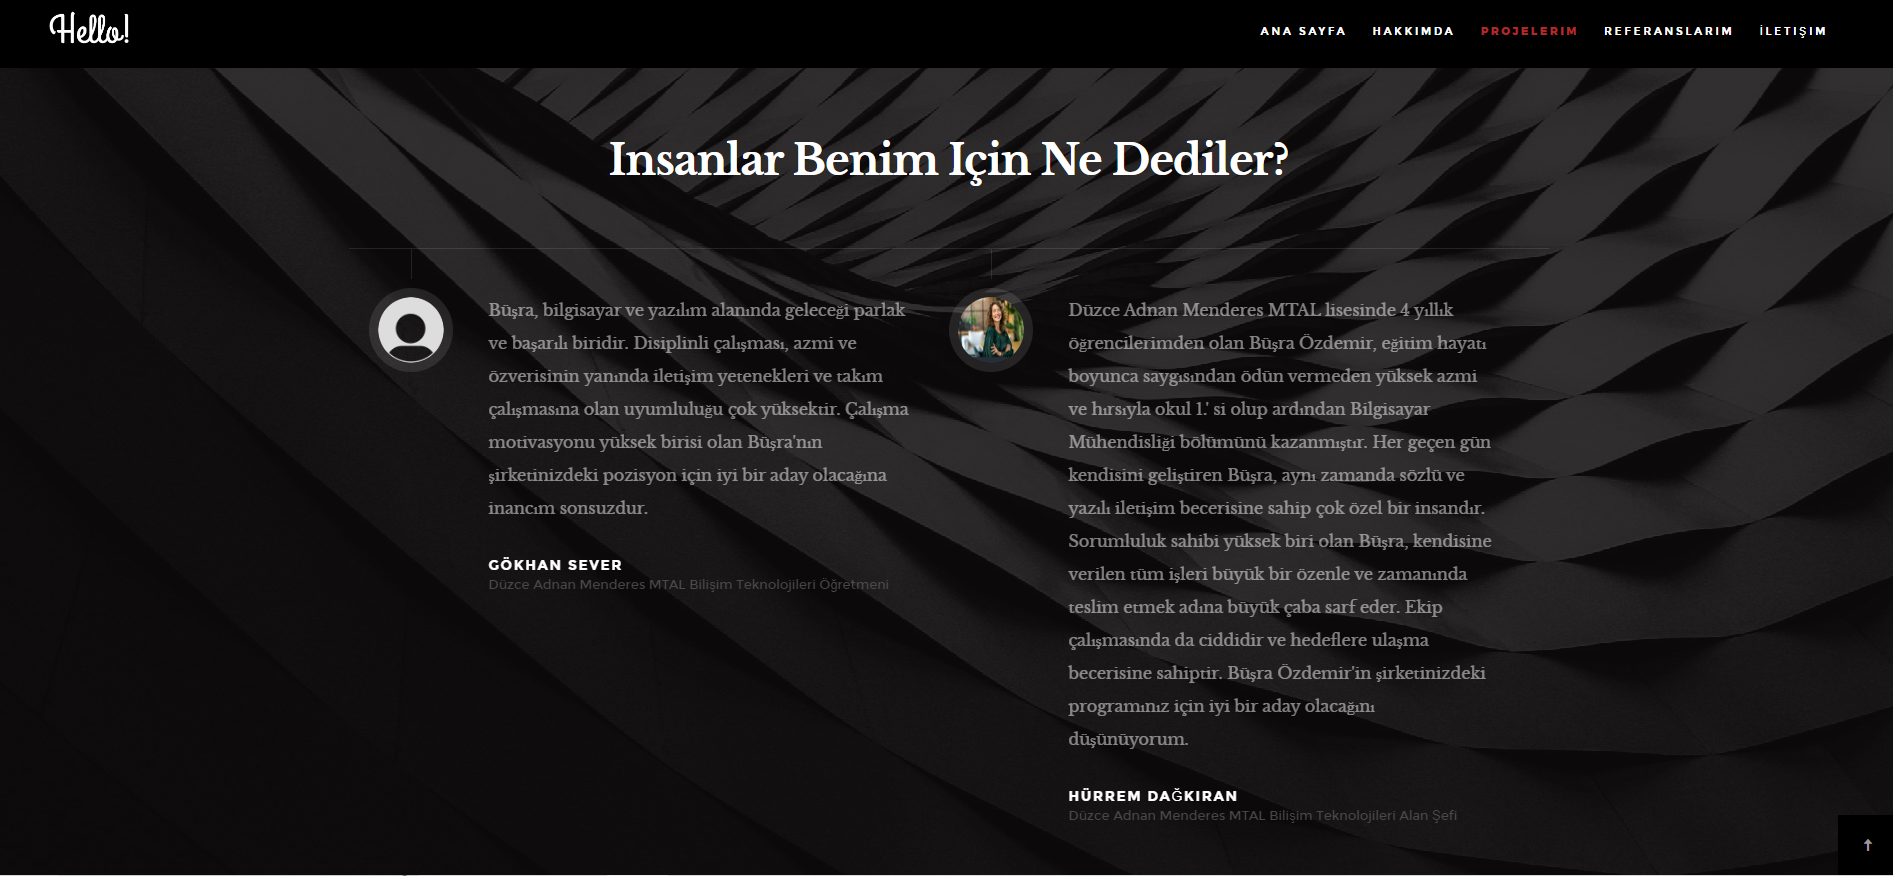 Hello!
ANA SAYFA HAKKIMDA PROJELERIM REFERANSLARIM İLETIŞIM
Insanlar Benim Için Ne Dediler?
Büşra, bilgisayar ve yazılım alanında geleceği parlak
ve başarılı biridir. Disiplinli çalışması, azmi ve
özverisinin yanında iletişim yetenekleri ve takım
çalışmasına olan uyumluluğu çok yüksektir. Çalışma
motivasyonu yüksek birisi olan Büşra'nın
şirketinizdeki pozisyon için iyi bir aday olacağına
inancım sonsuzdur.
GÖKHAN SEVER
Düzce Adnan Menderes MTAL Bilişim Teknolojileri Öğretmeni
Düzce Adnan Menderes MTAL lisesinde 4 yıllık
öğrencilerimden olan Büşra Özdemir, eğitim hayatı
boyunca saygısından ödün vermeden yüksek azmi
ve hırsıyla okul 1.' si olup ardından Bilgisayar
Mühendisliği bölümünü kazanmıştır. Her geçen gün
kendisini geliştiren Büşra, aynı zamanda sözlü ve
yazılı iletişim becerisine sahip çok özel bir insandır.
Sorumluluk sahibi yüksek biri olan Büşra, kendisine
verilen tüm işleri büyük bir özenle ve zamanında
teslim etmek adına büyük çaba sarf eder. Ekip
çalışmasında da ciddidir ve hedeflere ulaşma
becerisine sahiptir. Büşra Özdemir'in şirketinizdeki
programınız için iyi bir aday olacağını
düşünüyorum.
HÜRREM DAĞKIRAN
Düzce Adnan Menderes MTAL Bilişim Teknolojileri Alan Şefi